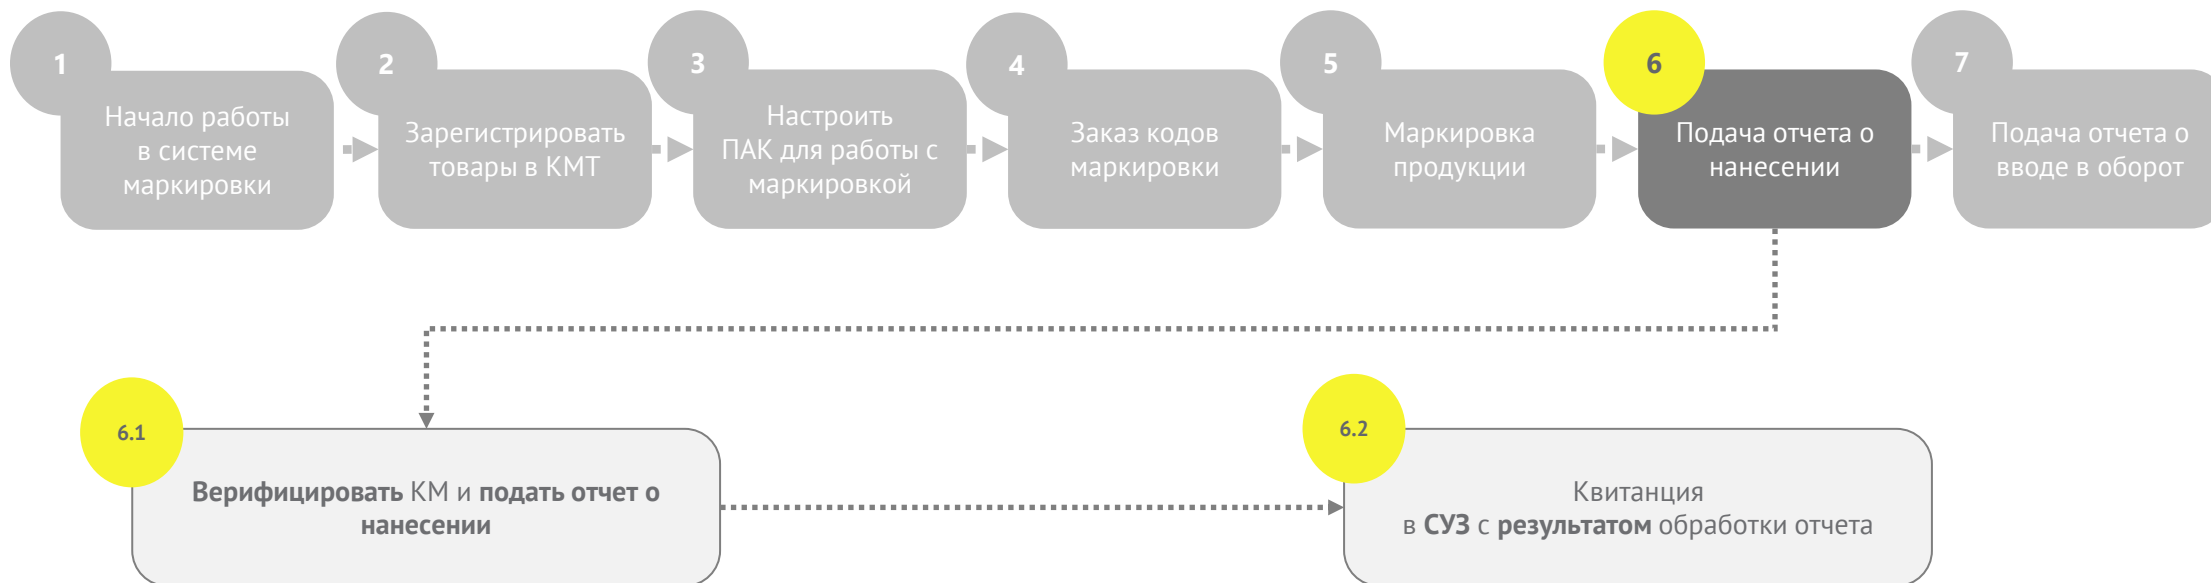 1
Начало работы
в системе
маркировки
2
Зарегистрировать
товары в КМТ
3
Настроить
ПАК для работы с
маркировкой
4
Заказ кодов
маркировки
5
Маркировка
продукции
6
Подача отчета о
нанесении
7
Подача отчета о
вводе в оборот
6.1
Верифицировать КМ и подать отчет о
нанесении
6.2
Квитанция
в СУЗ с результатом обработки отчета